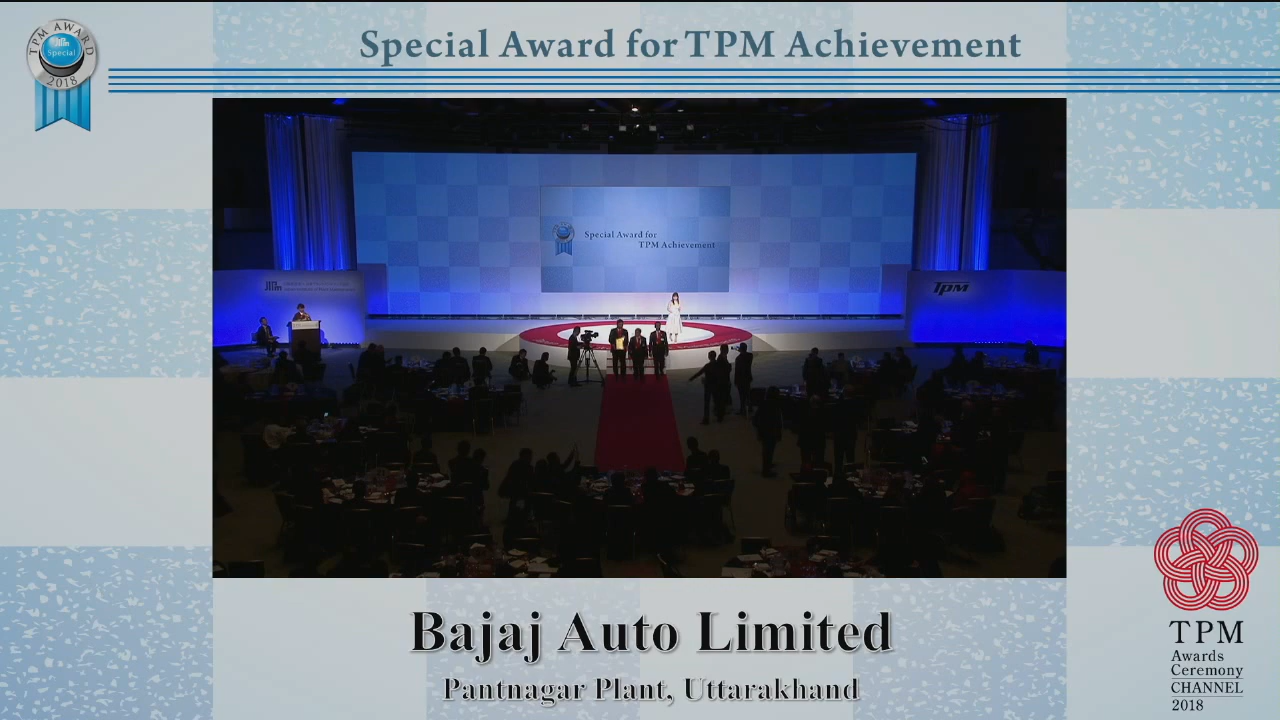 Special Award for TPM Achievement
TPM AWARD
Special
2018
Special Award for
TPM Achievement
JIPM
TPM
Bajaj Auto Limited
Pantnagar Plant, Uttarakhand
TPM
Awards
Ceremony
CHANNEL
2018